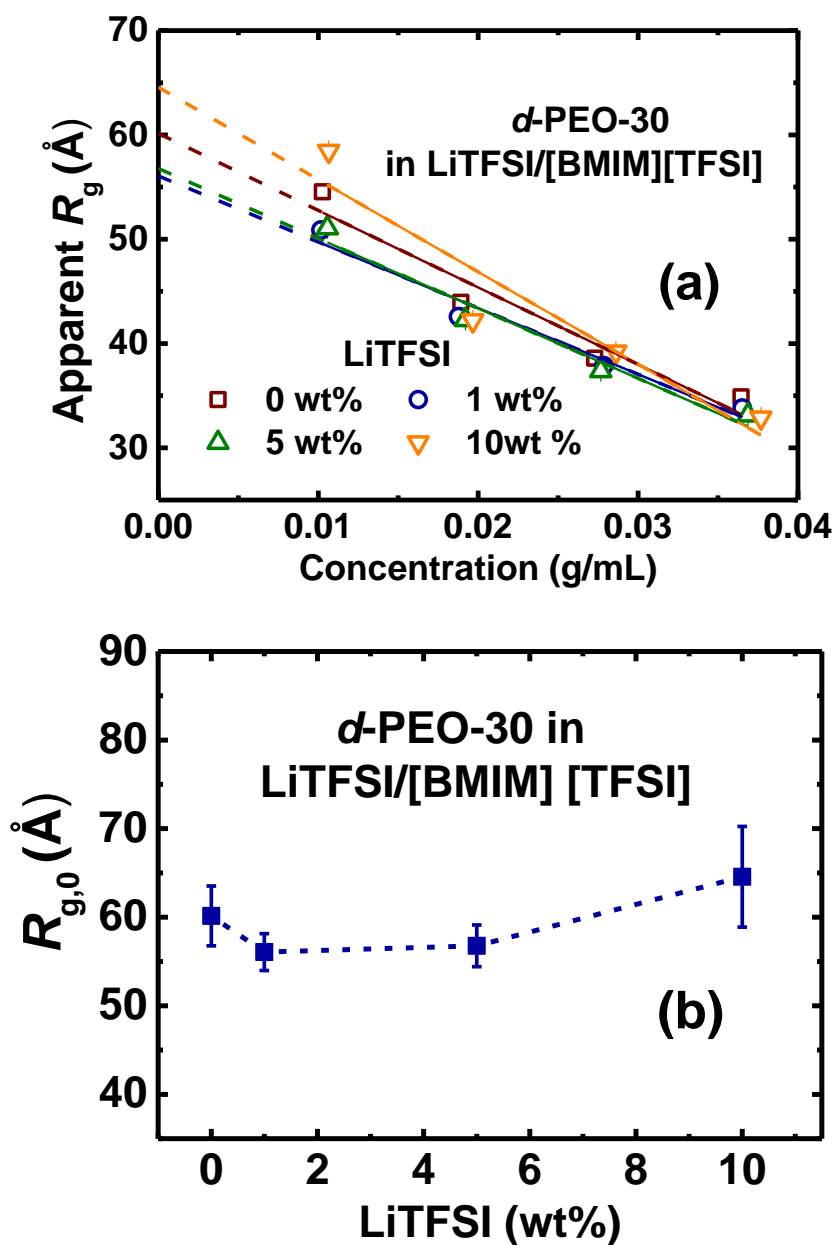 70
60
50
40
30
Apparent Rg (Å)
d-PEO-30
in LiTFSI/[BMIM][TFSI]
(a)
LiTFSI
0 wt% 1 wt%
5 wt% 10wt %
0.00 0.01 0.02 0.03 0.04
Concentration (g/mL)
90
80
70
60
50
40
Rg,0 (Å)
d-PEO-30 in
LiTFSI/[BMIM] [TFSI]
(b)
0 2 4 6 8 10
LiTFSI (wt%)